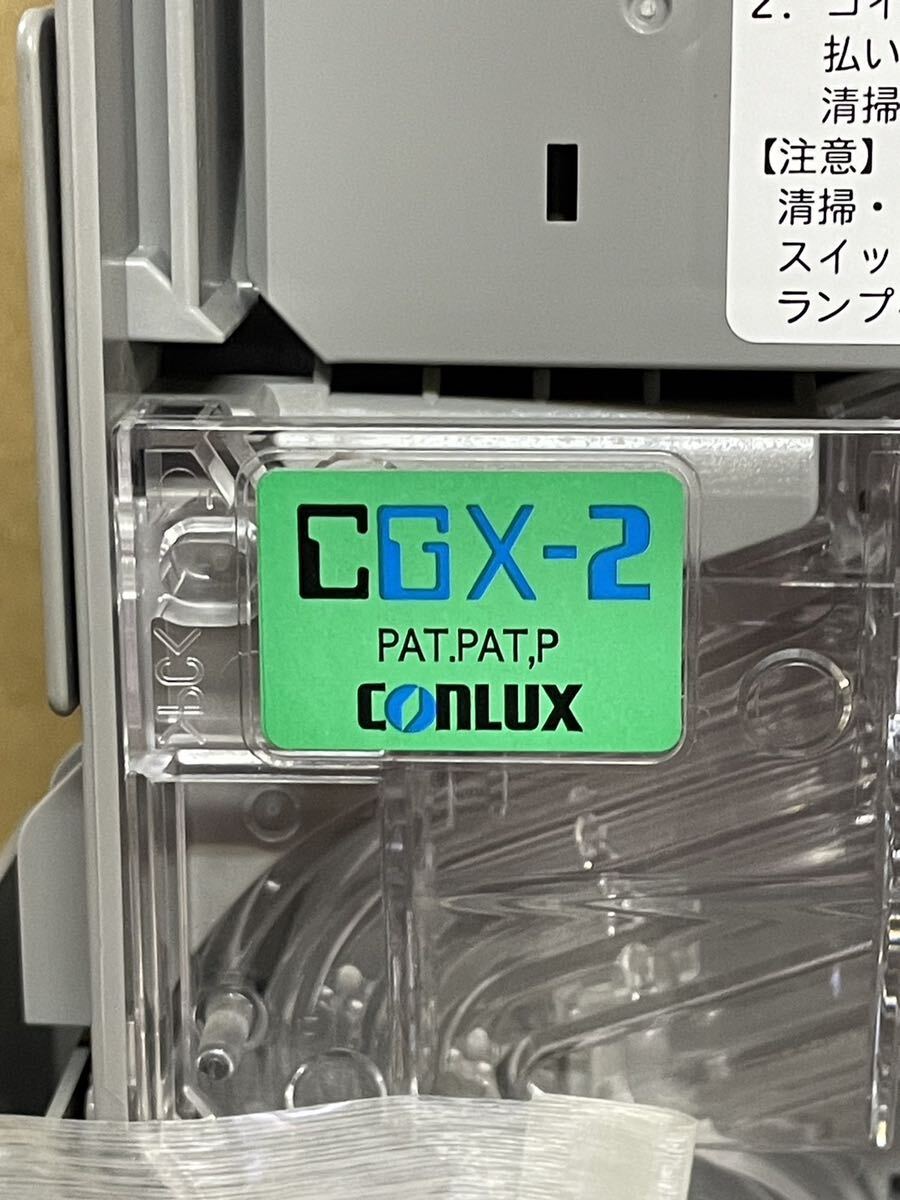 2. コイ
払い
清掃
【注意】
清掃・
スイッ
ランプ
CGX-2
PAT.PAT,P
CONLUX